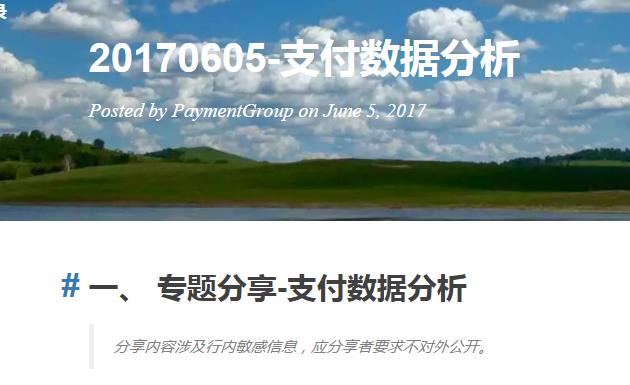 录
20170605-支付数据分析
Posted by PaymentGroup on June 5, 2017
# 一、 专题分享-支付数据分析
分享内容涉及行内敏感信息，应分享者要求不对外公开。